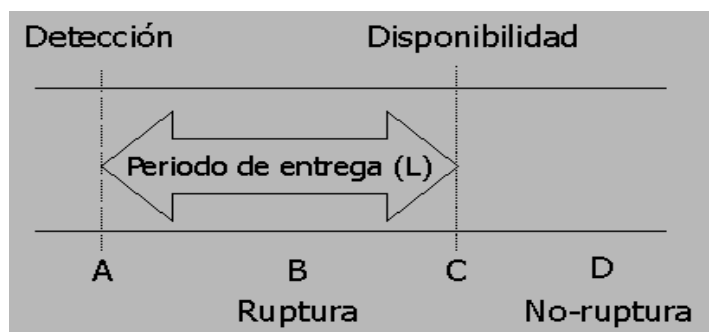 Detección Disponibilidad
Periodo de entrega (L)
A B C D
Ruptura No-ruptura